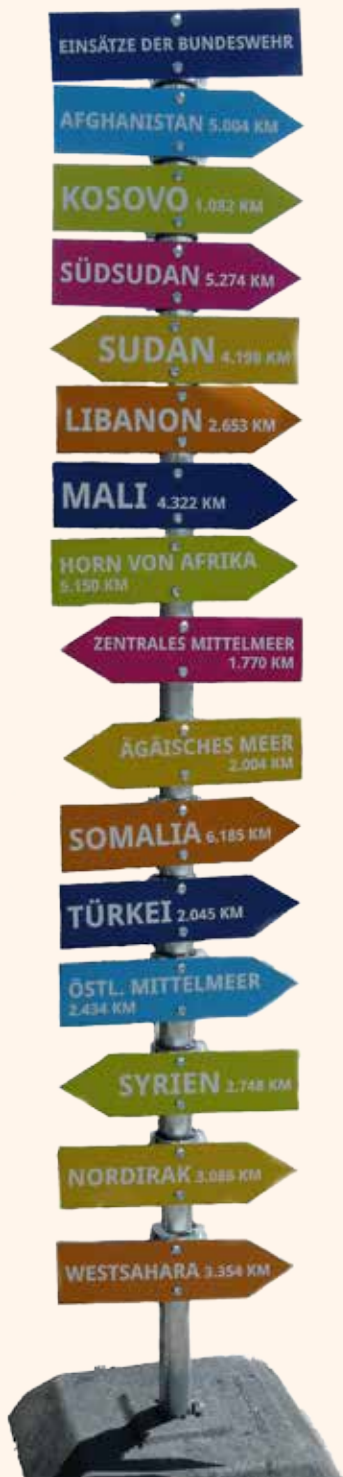 EINSÄTZE DER BUNDESWEHR
AFGHANISTAN 5.004 KM
KOSOVO 1.082 KM
SÜDSUDAN 5.274 KM
SUDAN 4.198 KM
LIBANON 2.653 KM
MALI 4.322 KM
HORN VON AFRIKA
5.150 KM
ZENTRALES MITTELMEER
1.770 KM
ÄGÄISCHES MEER
2.004 KM
SOMALIA 6.185 KM
TÜRKEI 2.045 KM
ÖSTL. MITTELMEER
2.434 KM
SYRIEN 2.748 KM
NORDIRAK 3.086 KM
WESTSAHARA 3.354 KM